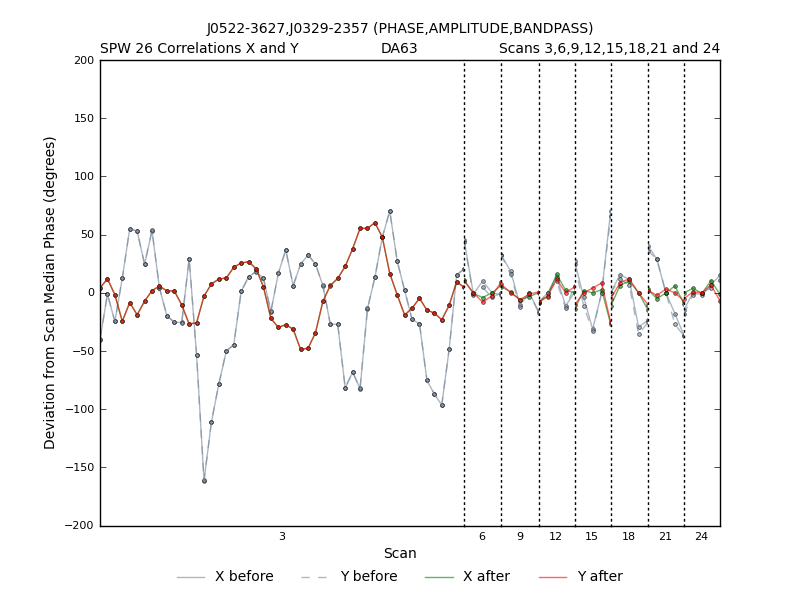 J0522-3627,J0329-2357 (PHASE,AMPLITUDE,BANDPASS)
SPW 26 Correlations X and Y DA63 Scans 3,6,9,12,15,18,21 and 24
200
150
100
50
0
−50
−100
−150
−200
Deviation from Scan Median Phase (degrees)
3 6 9 12 15 18 21 24
Scan
X before Y before X after Y after